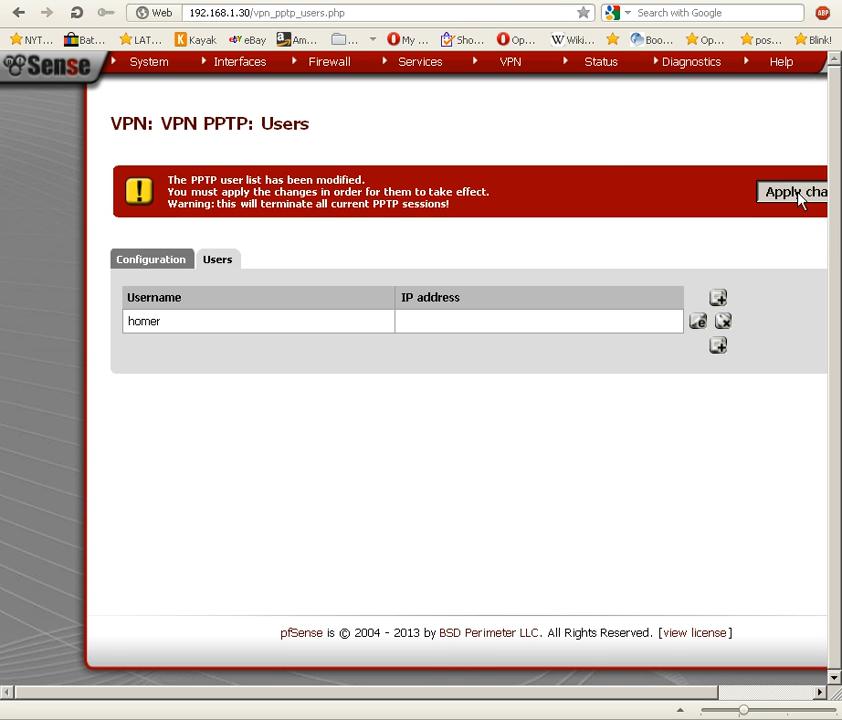 Web 192.168.1.30/vpn_pptp_users.php Search with Google ABP
NYT... Bat... LAT... Kayak eBay Am... ... My ... Sho... Op... Wiki... Boo... Op... pos... Blink!
Sense System Interfaces Firewall Services VPN Status Diagnostics Help
VPN: VPN PPTP: Users
The PPTP user list has been modified.
You must apply the changes in order for them to take effect.
Warning: this will terminate all current PPTP sessions!
Apply cha
Configuration Users
Username IP address
homer
pfSense is © 2004 - 2013 by BSD Perimeter LLC. All Rights Reserved. [view license]